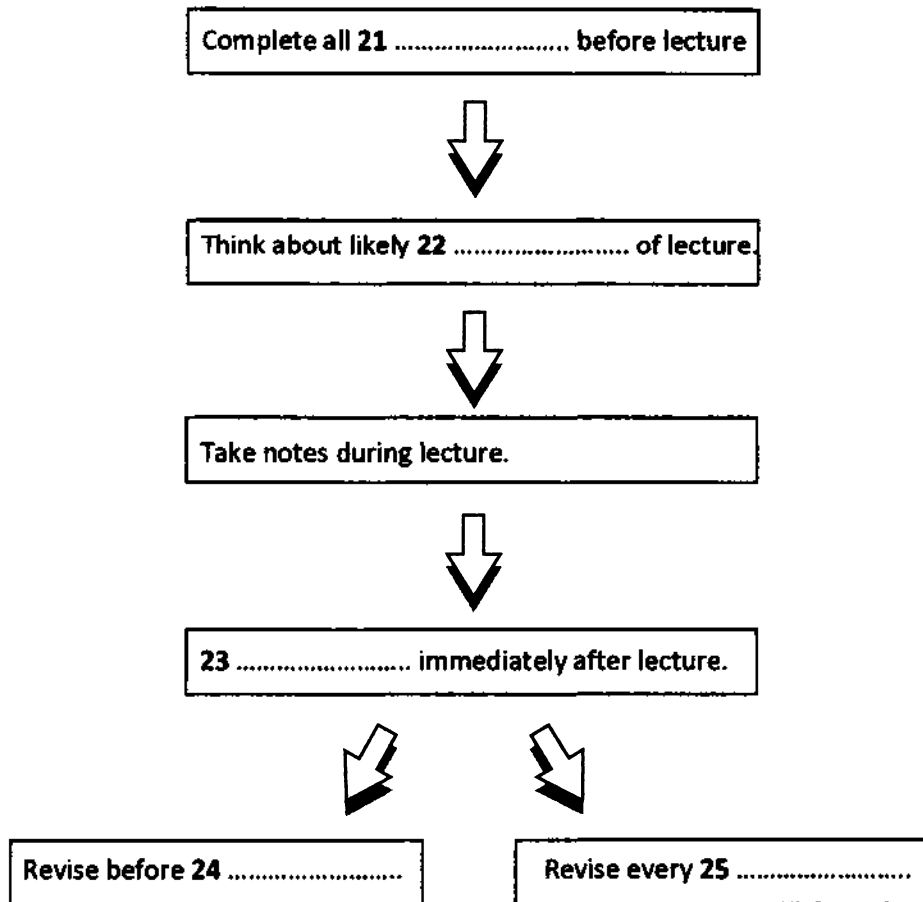 Complete all 21 ............................ before lecture
Think about likely 22 ............................ of lecture.
Take notes during lecture.
23 ............................ immediately after lecture.
Revise before 24 ............................
Revise every 25 ............................